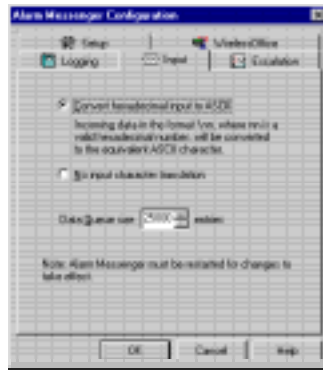 Alarm Messenger Configuration
Setup
WirelessOffice
Logging
Input
Escalation
Convert hexadecimal input to ASCII
Incoming data in the format \nn, where nn is a
valid hexadecimal number, will be converted
to the equivalent ASCII character.
No input character translation
Data Queue size
25000
entries
Note: Alarm Messenger must be restarted for changes to
take effect.
OK
Cancel
Help